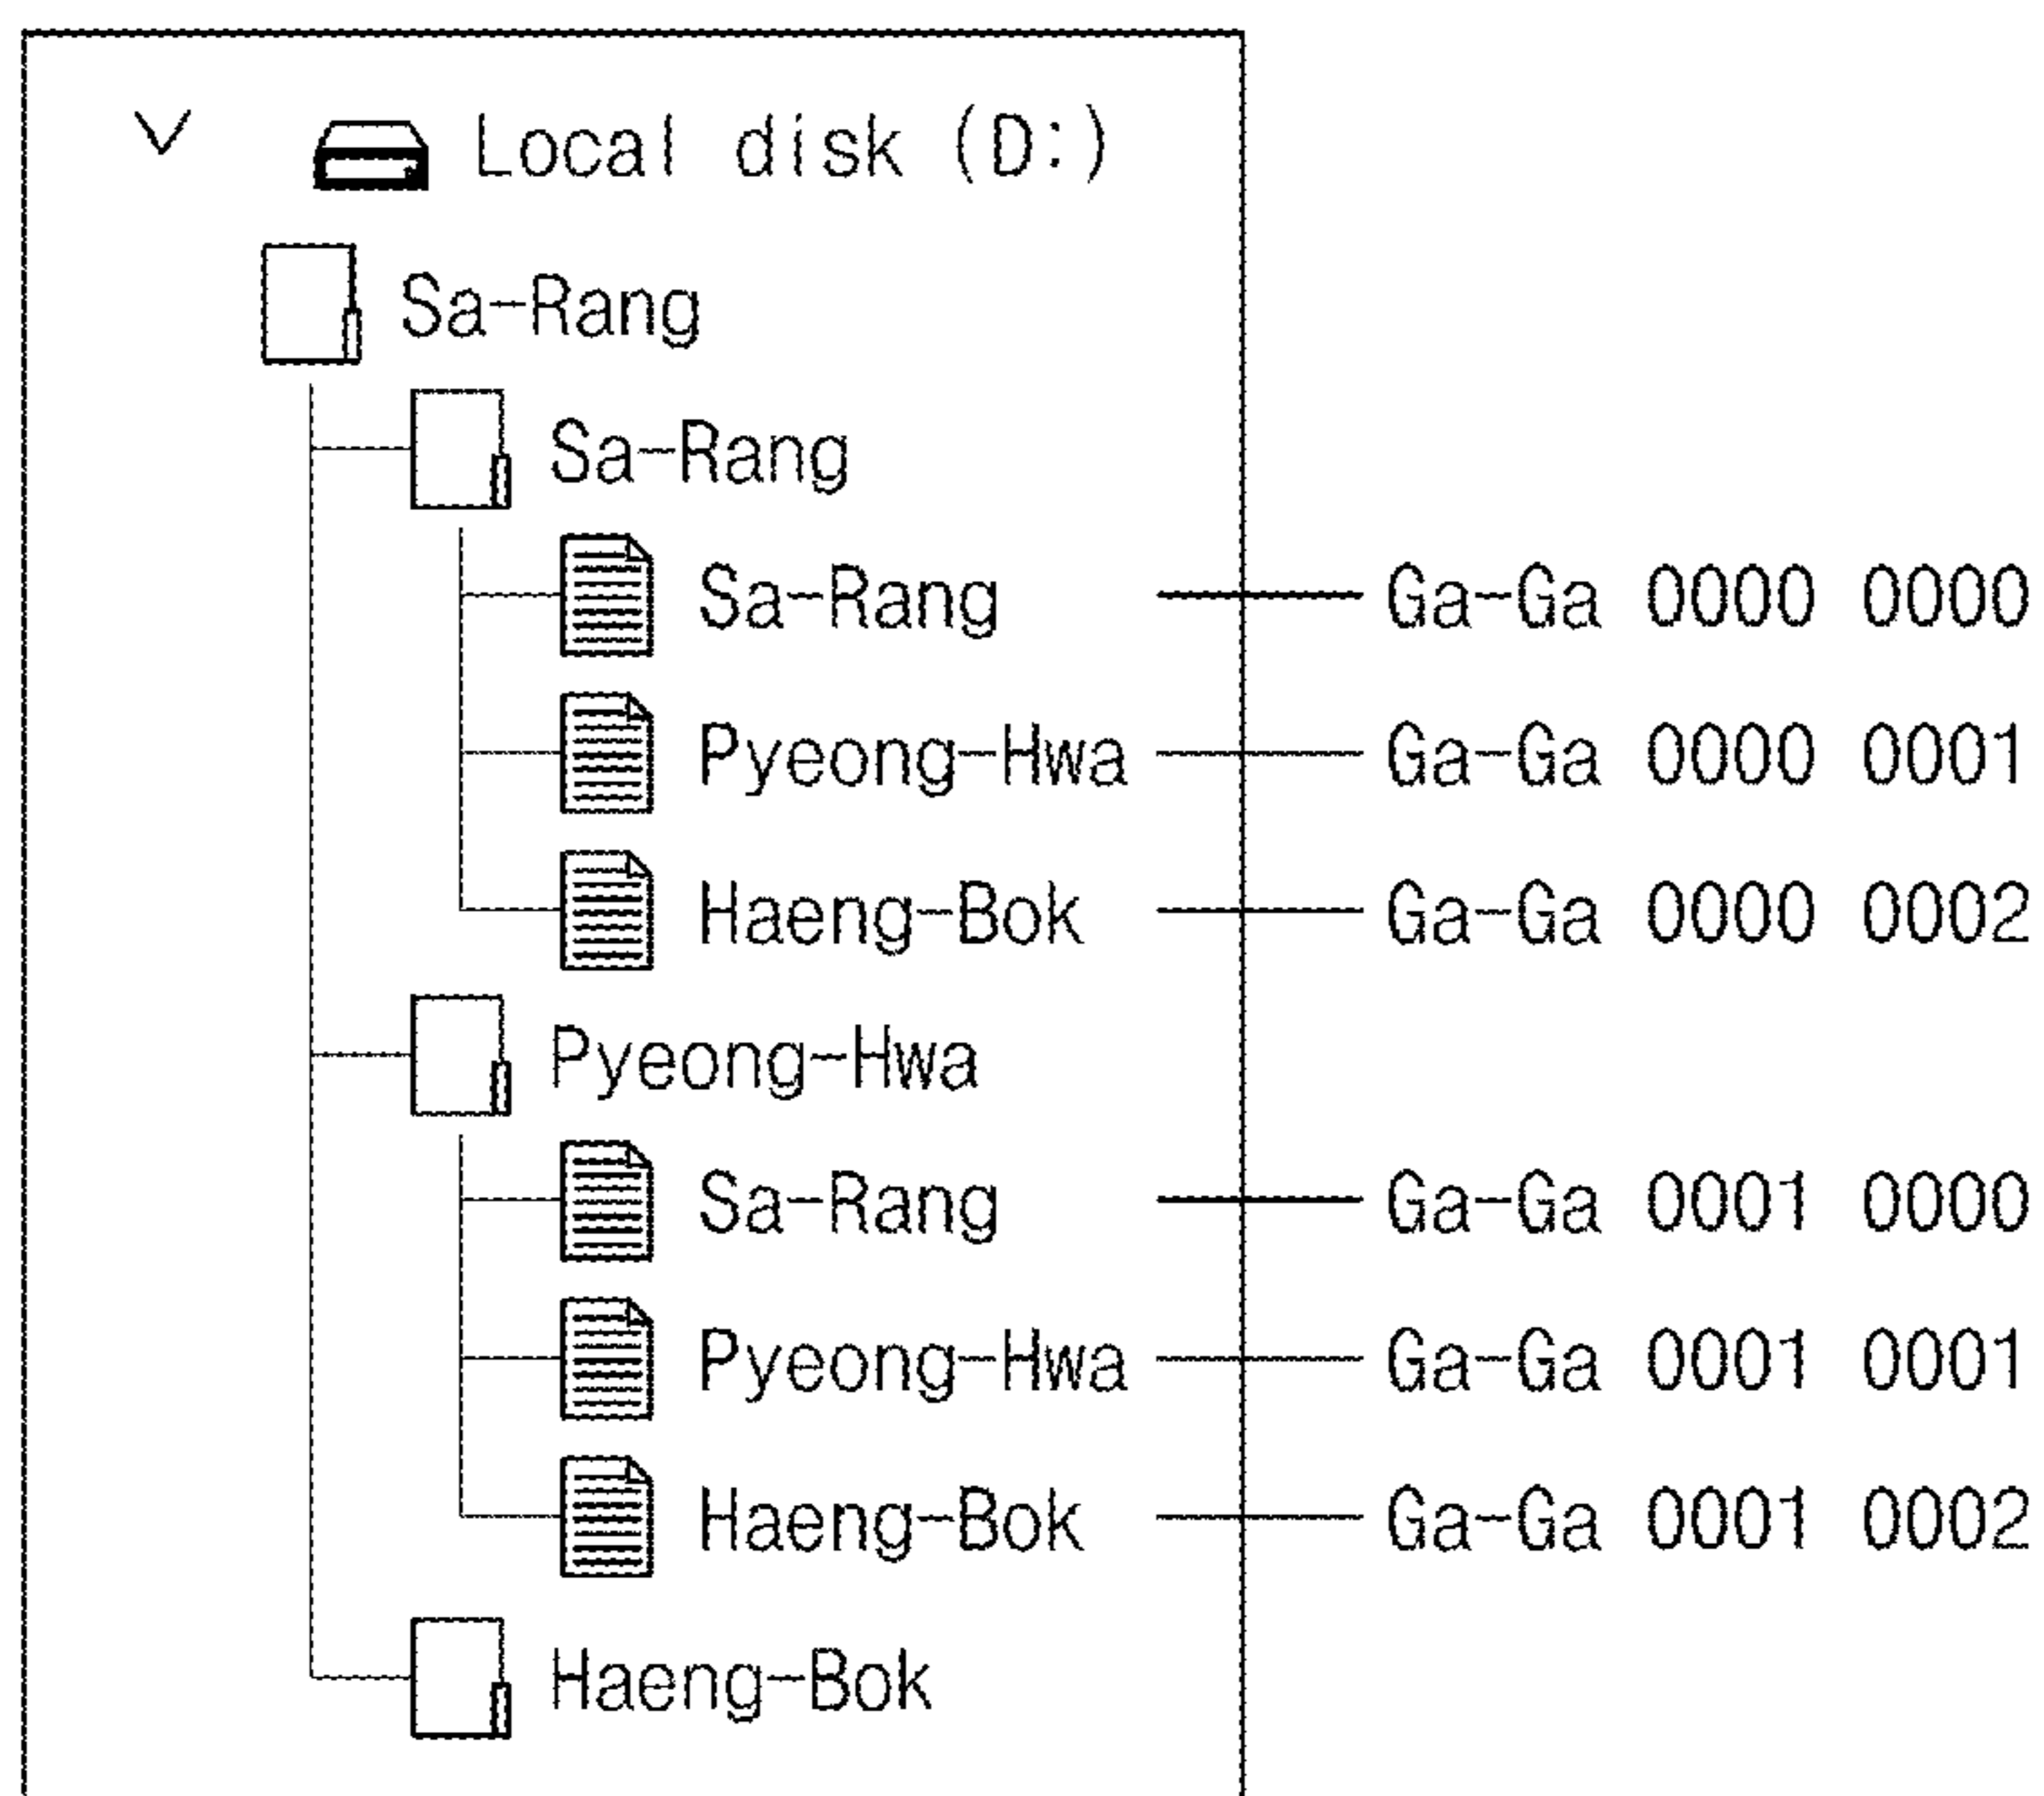 Local disk (D:)
Sa-Rang
Sa-Rang
Sa-Rang Ga-Ga 0000 0000
Pyeong-Hwa Ga-Ga 0000 0001
Haeng-Bok Ga-Ga 0000 0002
Pyeong-Hwa
Sa-Rang Ga-Ga 0001 0000
Pyeong-Hwa Ga-Ga 0001 0001
Haeng-Bok Ga-Ga 0001 0002
Haeng-Bok